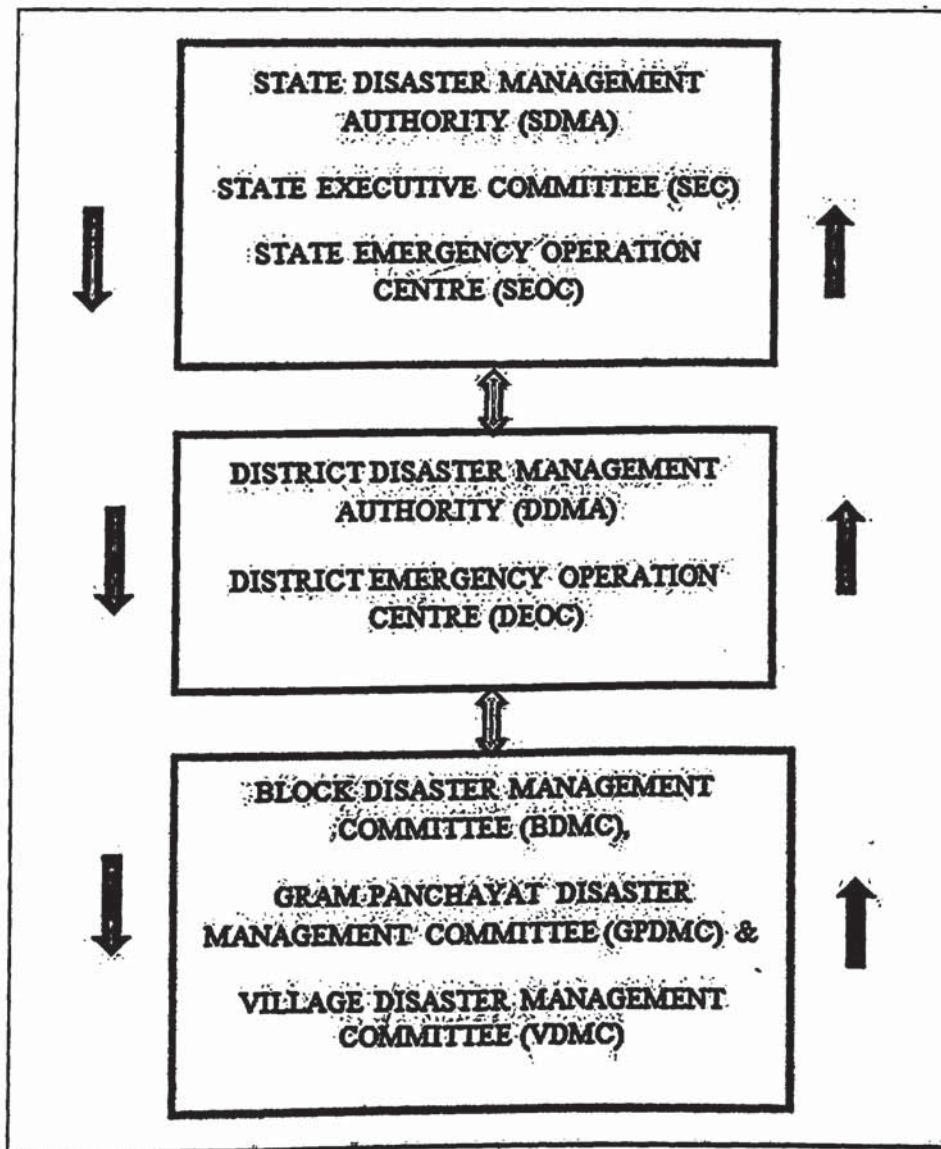 STATE DISASTER MANAGEMENT
AUTHORITY (SDMA)
STATE EXECUTIVE COMMITTEE (SEC)
STATE EMERGENCY OPERATION
CENTRE (SEOC)
DISTRICT DISASTER MANAGEMENT
AUTHORITY (DDMA)
DISTRICT EMERGENCY OPERATION
CENTRE (DEOC)
BLOCK DISASTER MANAGEMENT
COMMITTEE (BDMC),
GRAM PANCHAYAT DISASTER
MANAGEMENT COMMITTEE (GPDMC) &
VILLAGE DISASTER MANAGEMENT
COMMITTEE (VDMC)